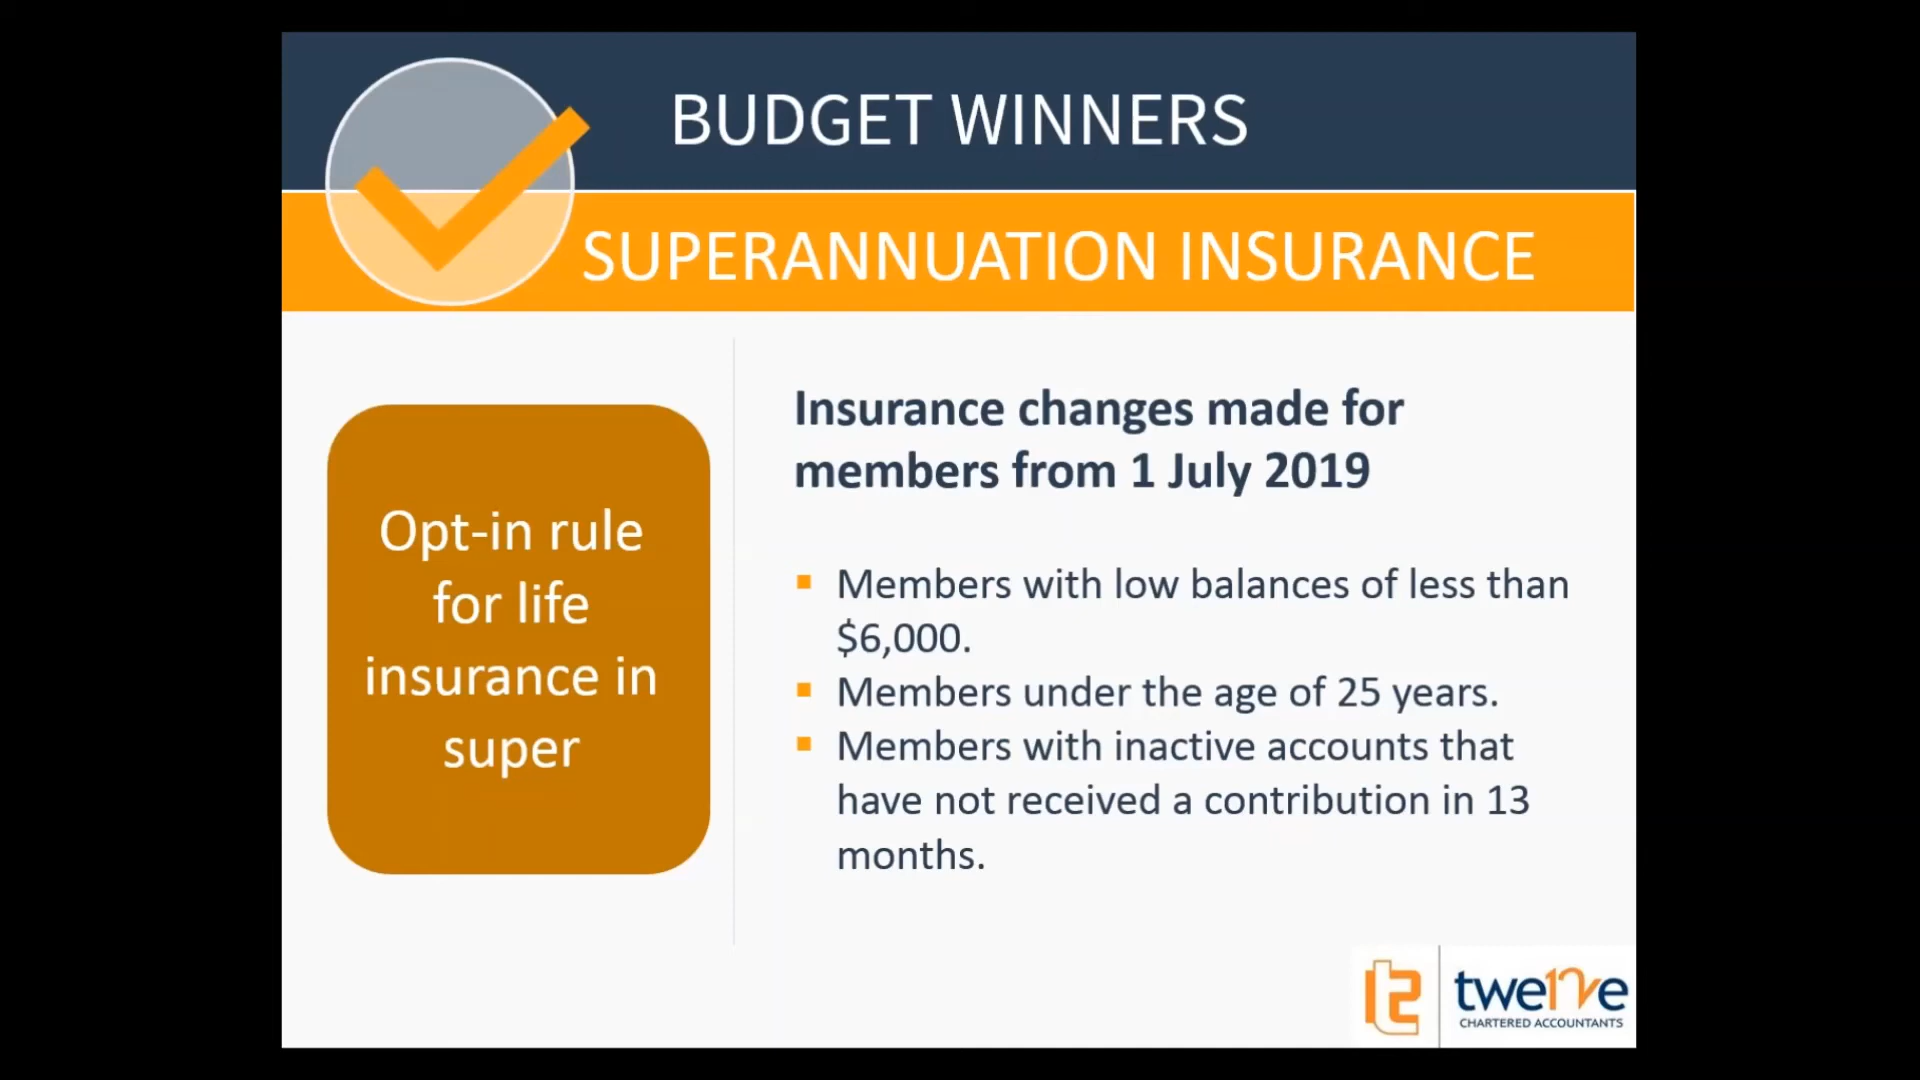 BUDGET WINNERS
SUPERANNUATION INSURANCE
Opt-in rule
for life
insurance in
super
Insurance changes made for
members from 1 July 2019
Members with low balances of less than
$6,000.
Members under the age of 25 years.
Members with inactive accounts that
have not received a contribution in 13
months.
twe12ve
CHARTERED ACCOUNTANTS